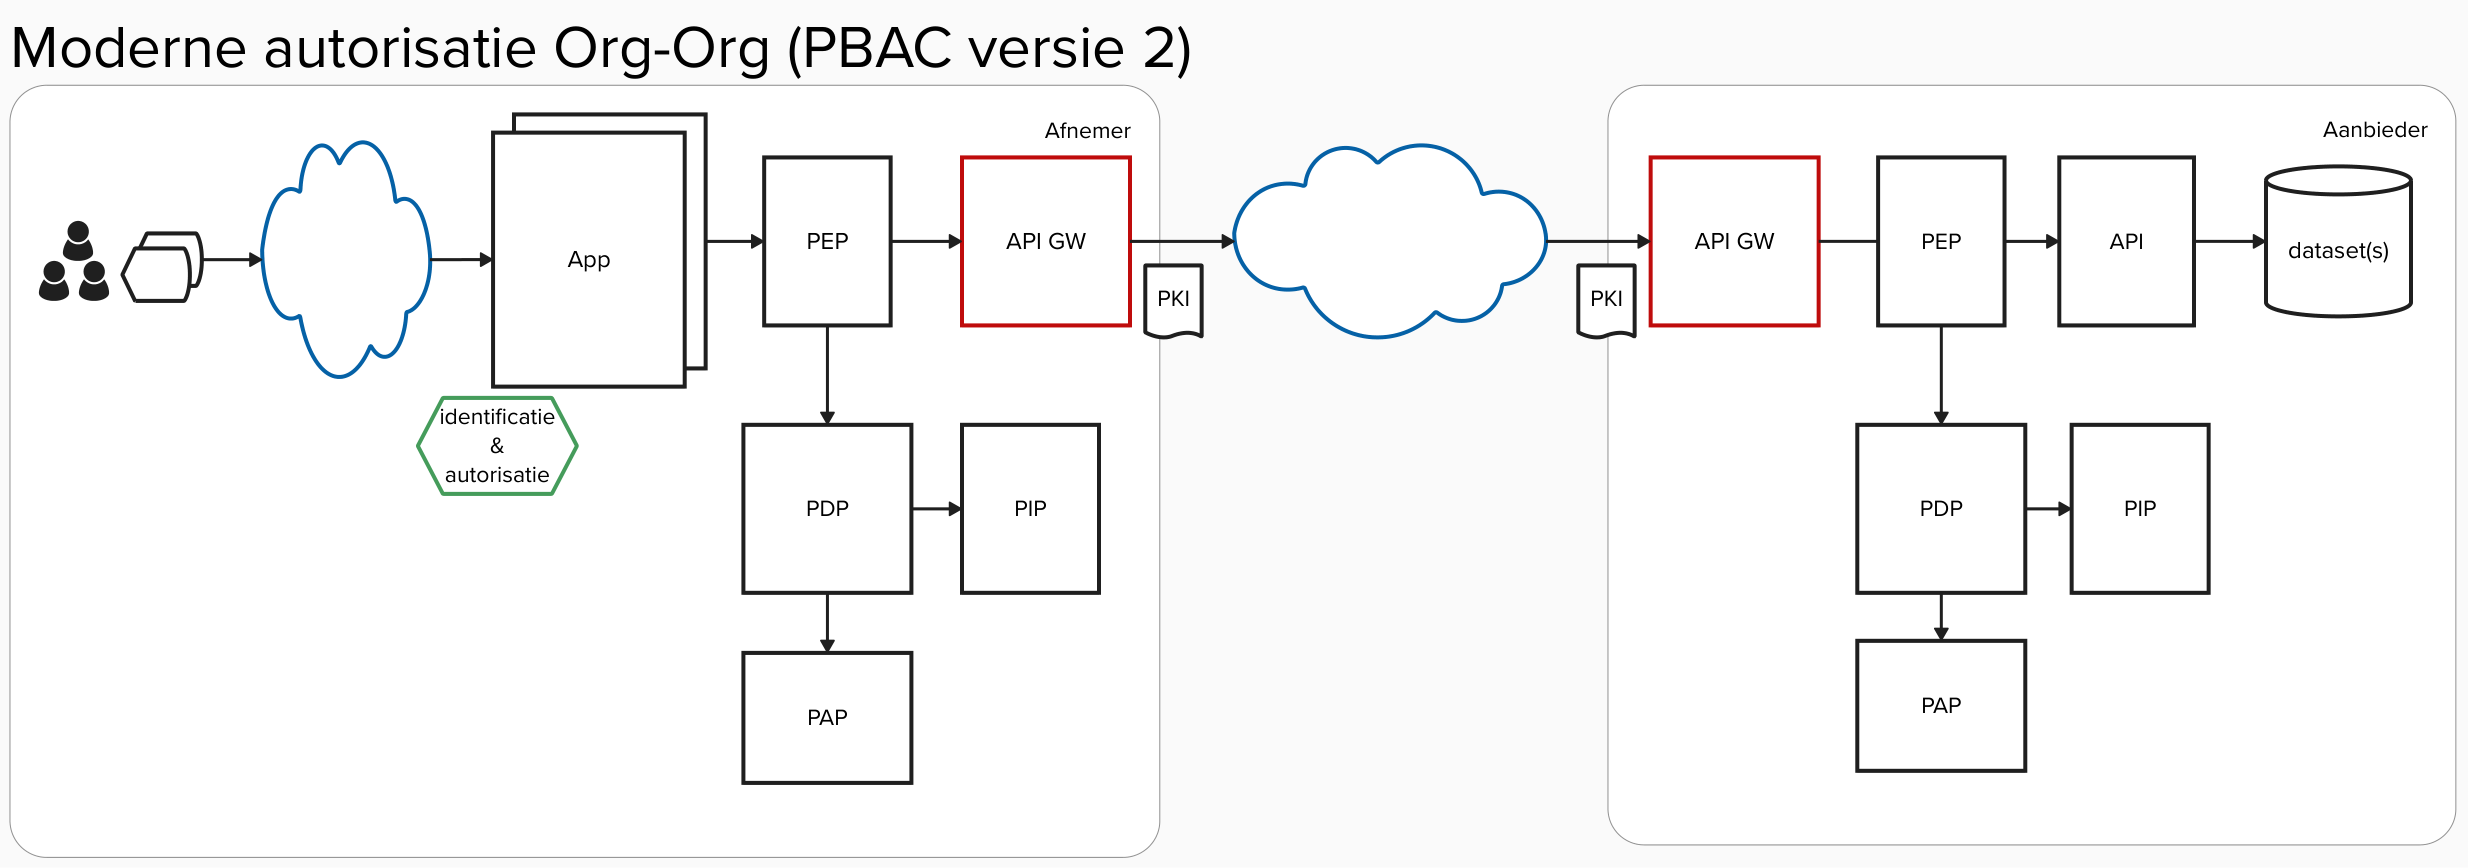 Moderne autorisatie Org-Org (PBAC versie 2)
Afnemer
App
PEP
API GW
PKI
identificatie
&
autorisatie
PDP
PIP
PAP
Aanbieder
PKI
API GW
PEP
API
dataset(s)
PDP
PIP
PAP